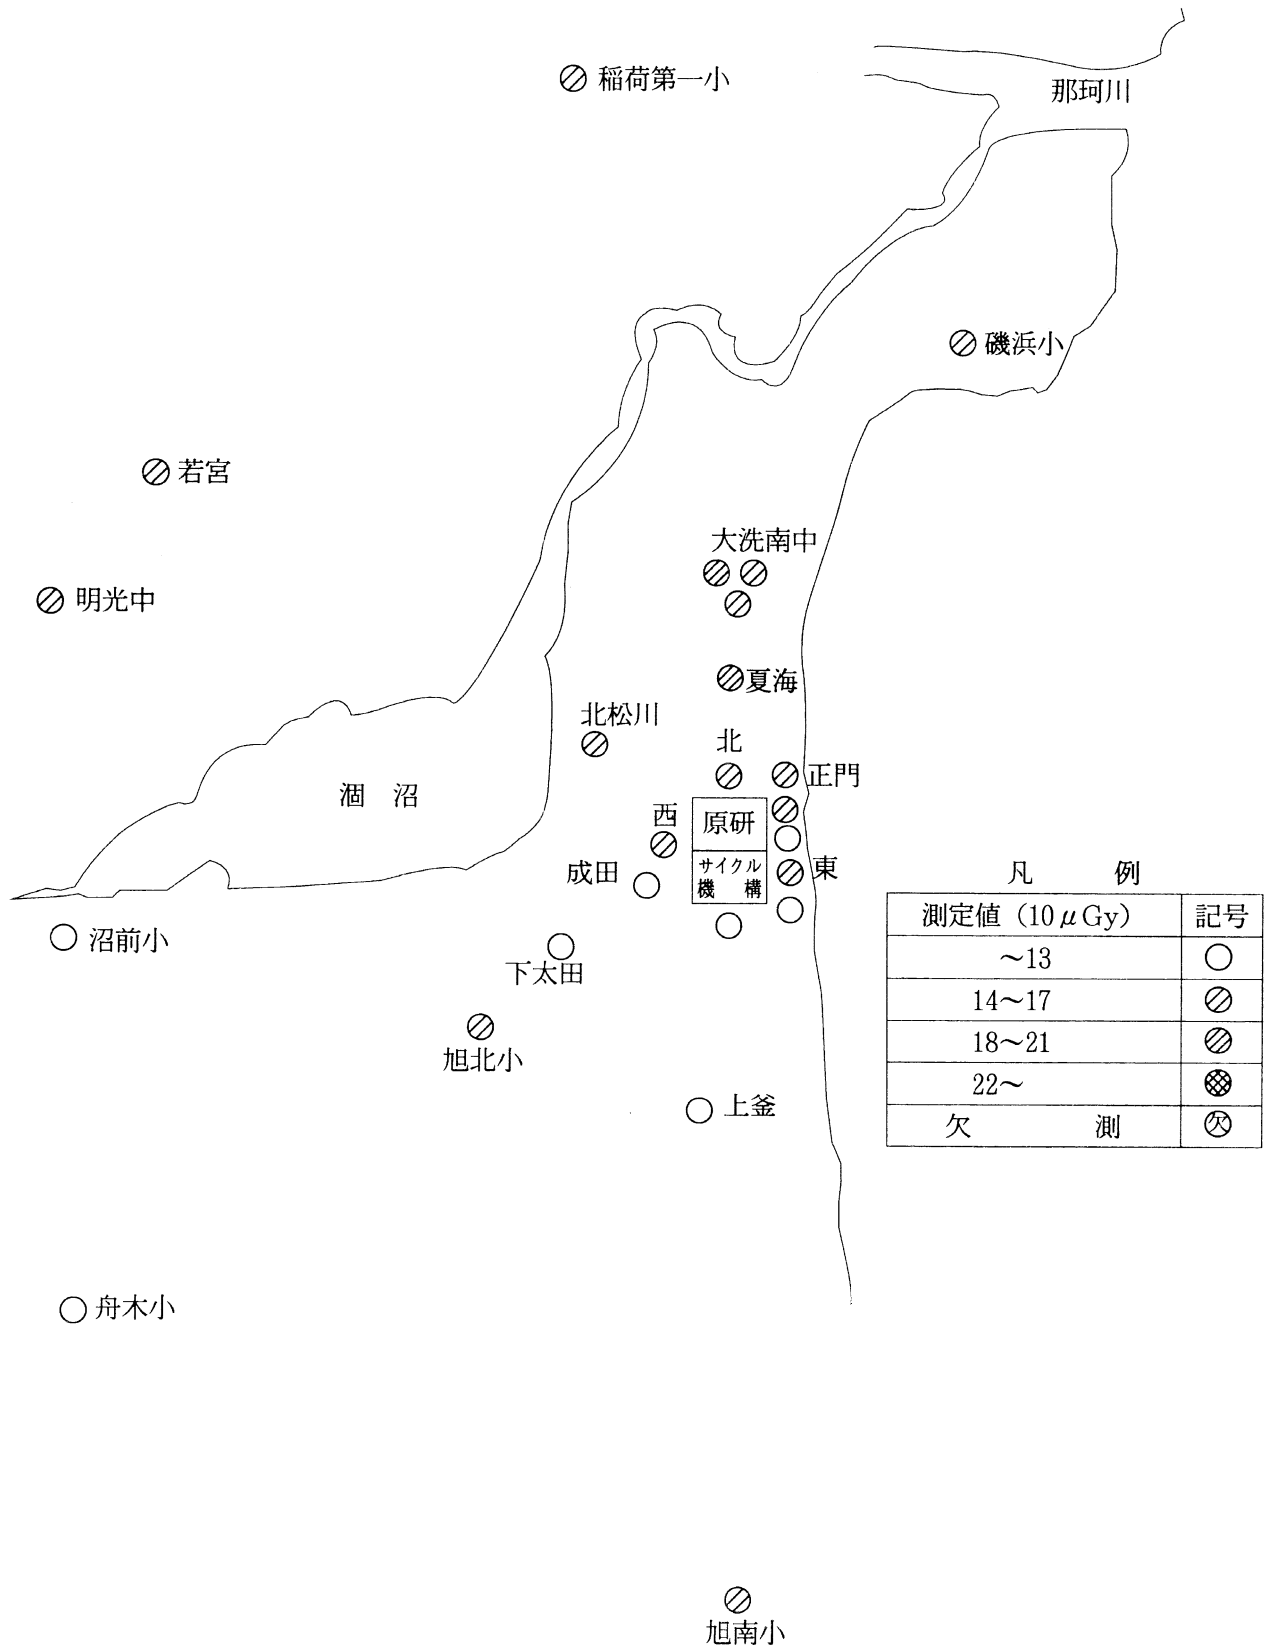 稲荷第一小
那珂川
磯浜小
若宮
大洗南中
明光中
夏海
北松川
北
正門
涸 沼
西
原研
成田
サイクル
機 構
東
沼前小
下太田
旭北小
上釜
舟木小
旭南小
凡 例
測定値（10μGy） 記号
～13
14～17
18～21
22～
欠 測 欠